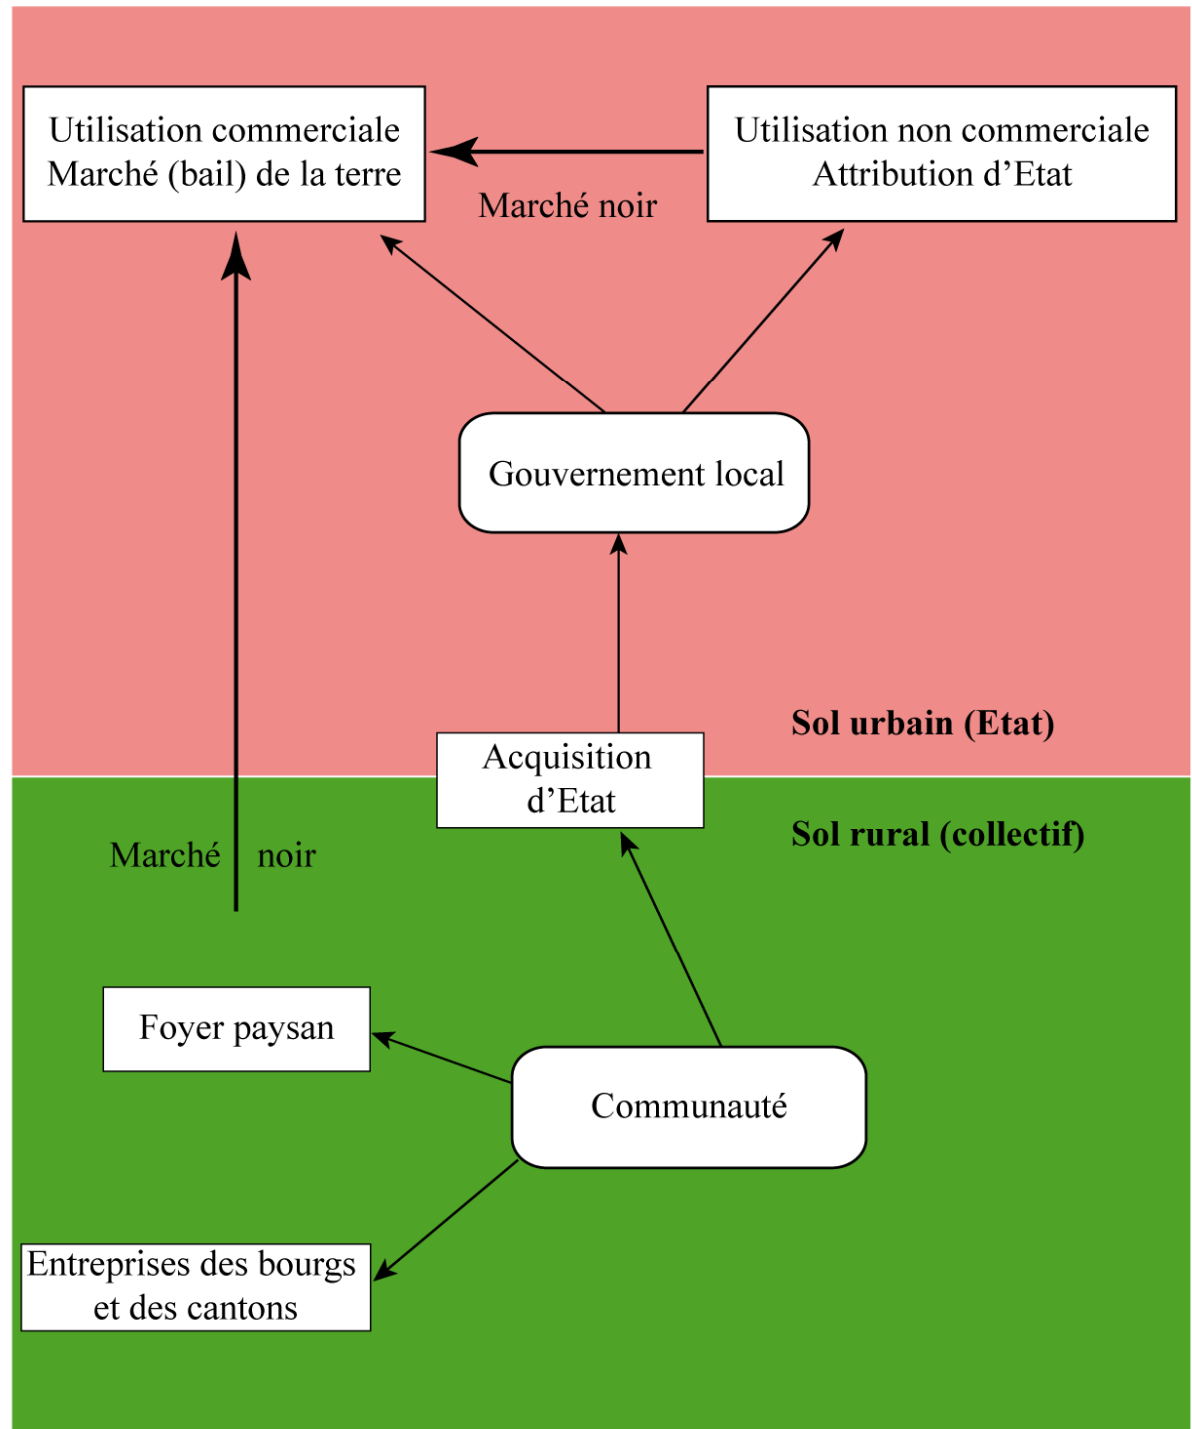 Utilisation commerciale
Marché (bail) de la terre
Utilisation non commerciale
Attribution d’Etat
Marché noir
Gouvernement local
Sol urbain (Etat)
Acquisition
d’Etat
Sol rural (collectif)
Marché noir
Foyer paysan
Communauté
Entreprises des bourgs
et des cantons